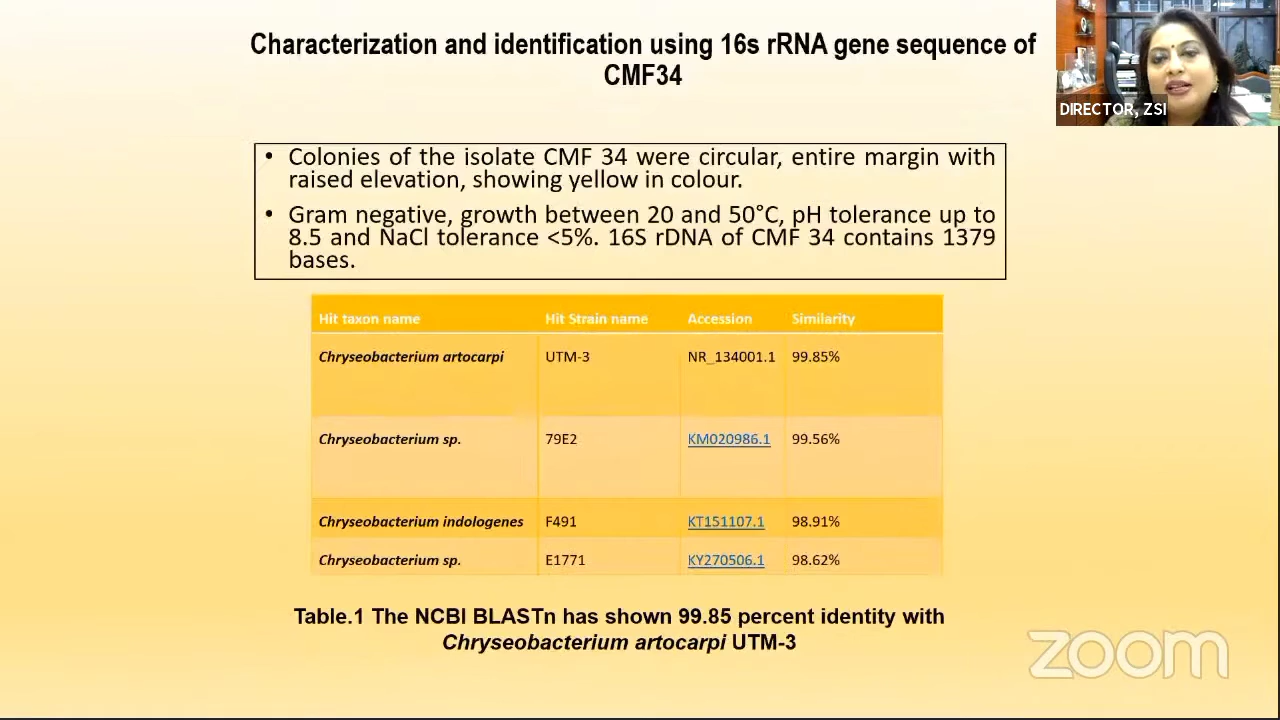 Characterization and identification using 16s rRNA gene sequence of
CMF34
DIRECTOR, ZSI
• Colonies of the isolate CMF 34 were circular, entire margin with
raised elevation, showing yellow in colour.
• Gram negative, growth between 20 and 50°C, pH tolerance up to
8.5 and NaCl tolerance <5%. 16S rDNA of CMF 34 contains 1379
bases.
Hit taxon name Hit Strain name Accession Similarity
Chryseobacterium artocarpi UTM-3 NR_134001.1 99.85%
Chryseobacterium sp. 79E2 KM020986.1 99.56%
Chryseobacterium indologenes F491 KT151107.1 98.91%
Chryseobacterium sp. E1771 KY270506.1 98.62%
Table.1 The NCBI BLASTn has shown 99.85 percent identity with
Chryseobacterium artocarpi UTM-3
zoom